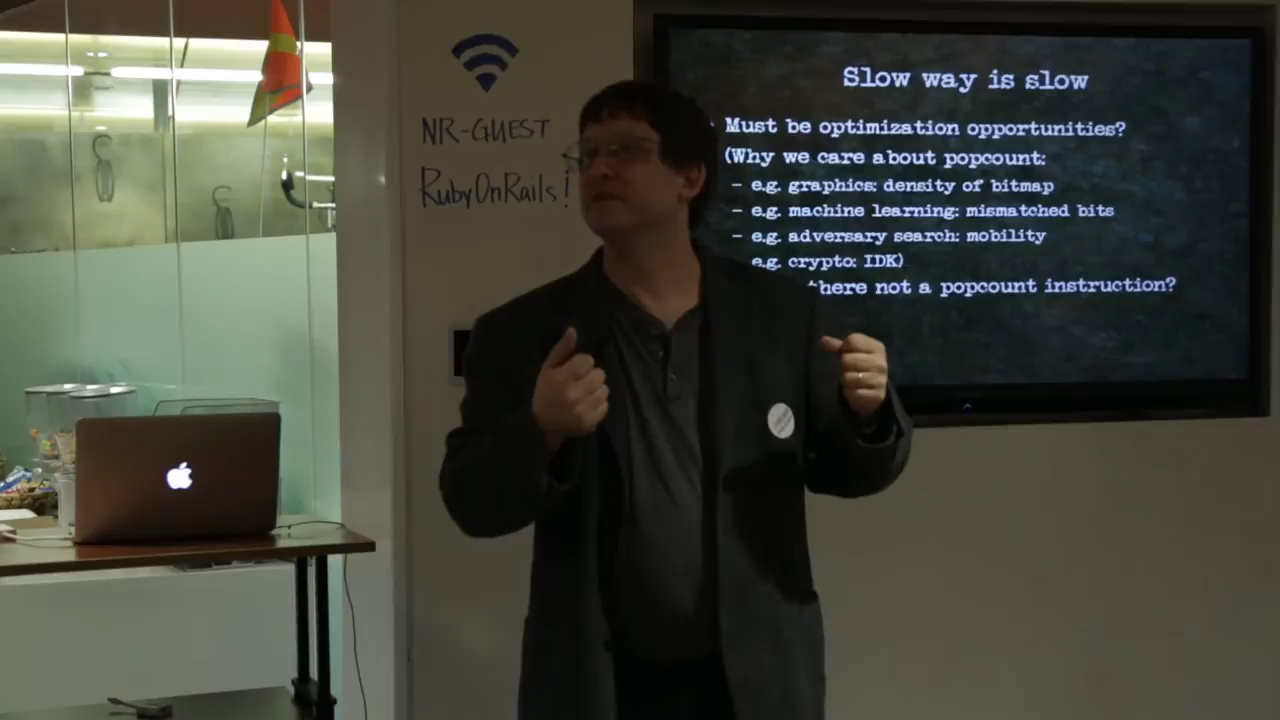 NR-GUEST
RubyOnRails!
Slow way is slow
Must be optimization opportunities?
(Why we care about popcount:
– e.g. graphics: density of bitmap
– e.g. machine learning: mismatched bits
– e.g. adversary search: mobility
e.g. crypto: IDK)
there not a popcount instruction?